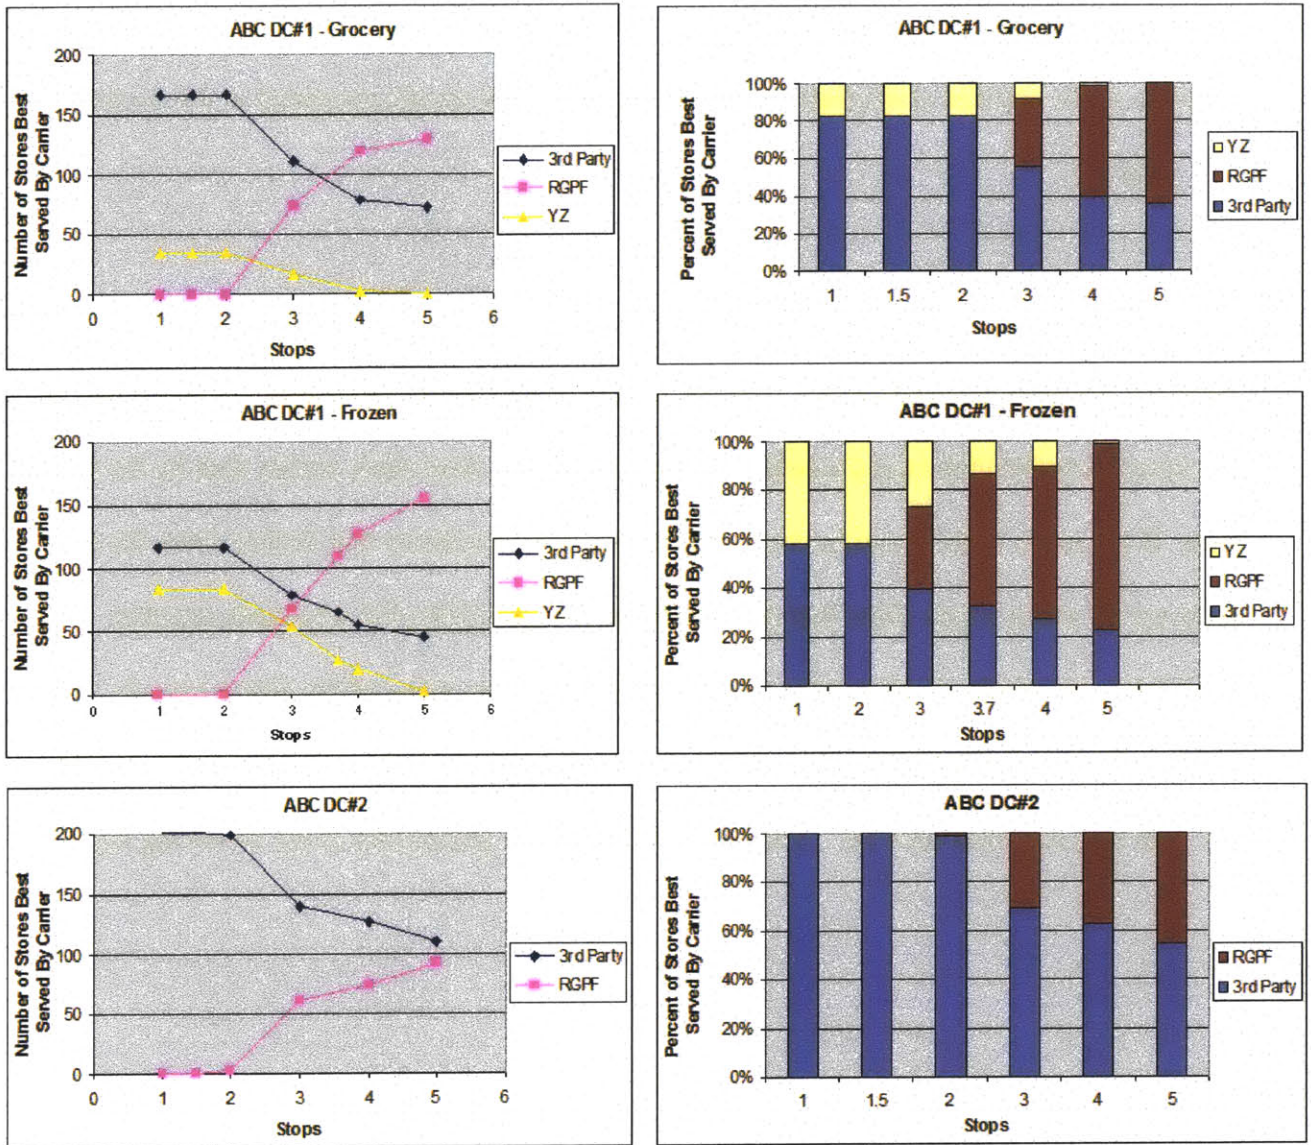 ABC DC#1 - Grocery
Number of Stores Best
Served By Carrier
200
150
100
50
0
0 1 2 3 4 5 6
Stops
3rd Party
RGPF
YZ
ABC DC#1 - Grocery
Percent of Stores Best
Served By Carrier
100%
80%
60%
40%
20%
0%
1 1.5 2 3 4 5
Stops
YZ
RGPF
3rd Party
ABC DC#1 - Frozen
Number of Stores Best
Served By Carrier
200
150
100
50
0
0 1 2 3 4 5 6
Stops
3rd Party
RGPF
YZ
ABC DC#1 - Frozen
Percent of Stores Best
Served By Carrier
100%
80%
60%
40%
20%
0%
1 2 3 3.7 4 5
Stops
YZ
RGPF
3rd Party
ABC DC#2
Number of Stores Best
Served By Carrier
200
150
100
50
0
0 1 2 3 4 5 6
Stops
3rd Party
RGPF
ABC DC#2
Percent of Stores Best
Served By Carrier
100%
80%
60%
40%
20%
0%
1 1.5 2 3 4 5
Stops
RGPF
3rd Party